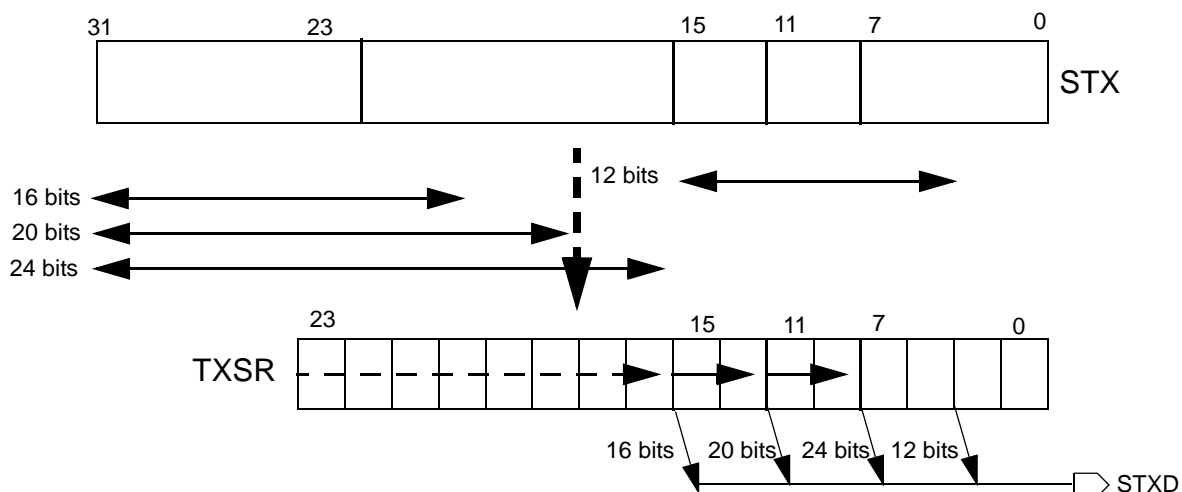 31 23 15 11 7 0
STX
12 bits
16 bits
20 bits
24 bits
23 15 11 7 0
TXSR
16 bits 20 bits 24 bits 12 bits
STXD